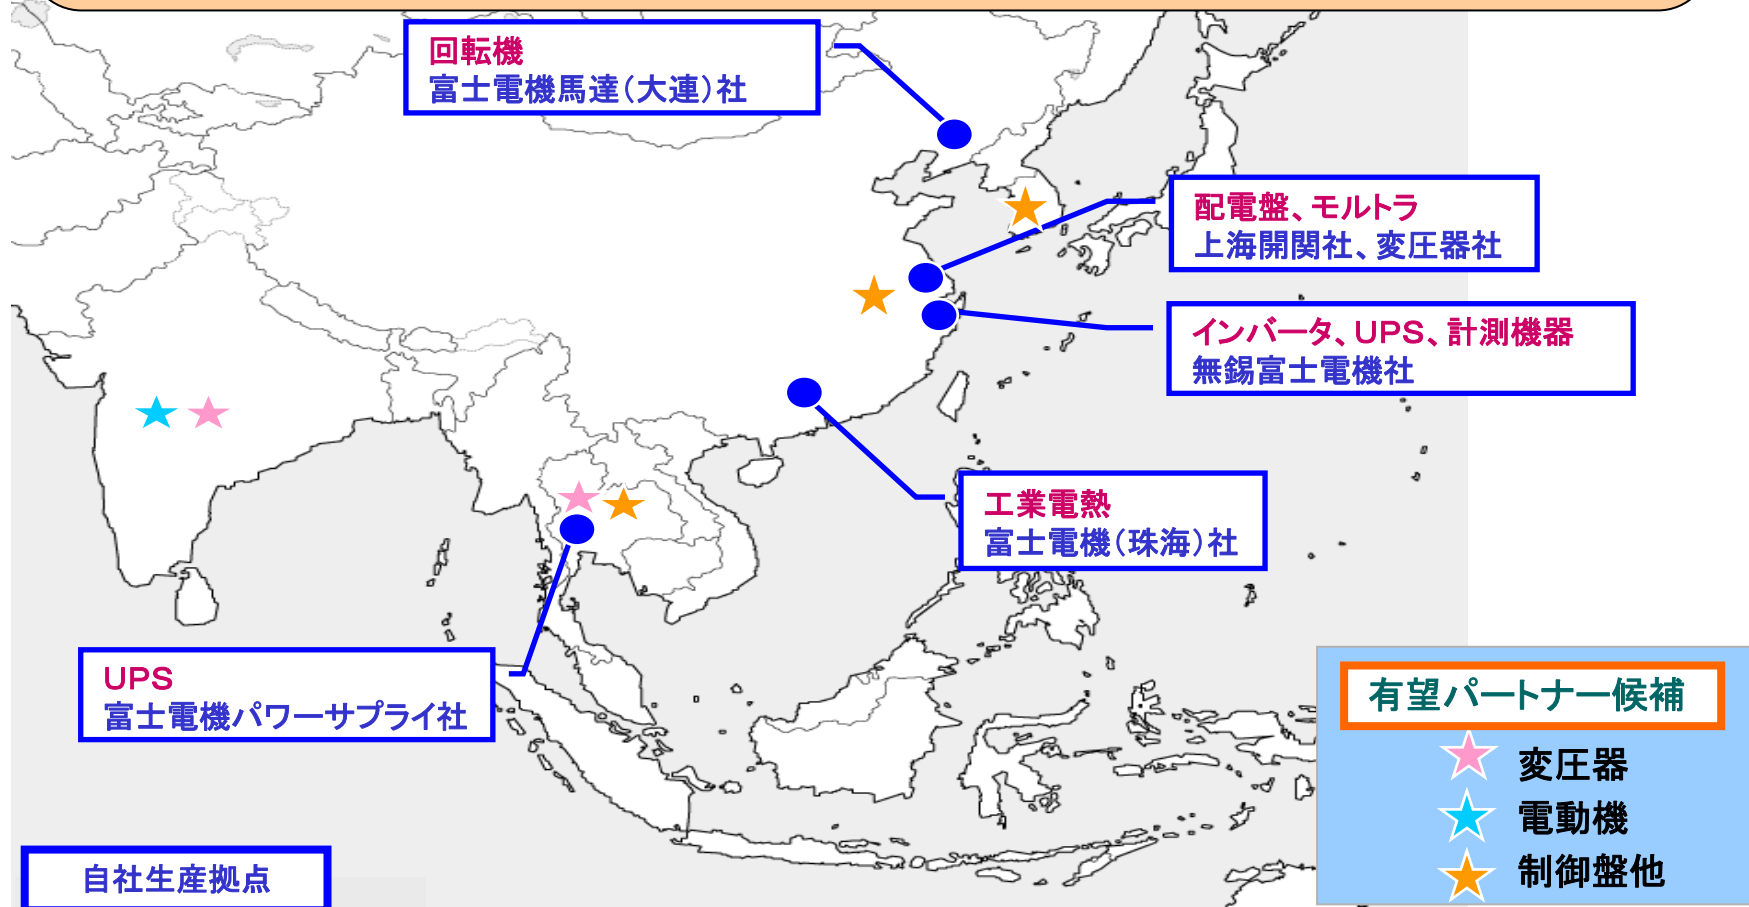 回転機
富士電機馬達(大連)社
配電盤、モルトラ
上海開関社、変圧器社
インバータ、UPS、計測機器
無錫富士電機社
工業電熱
富士電機(珠海)社
UPS
富士電機パワーサプライ社
有望パートナー候補
変圧器
電動機
制御盤他
自社生産拠点